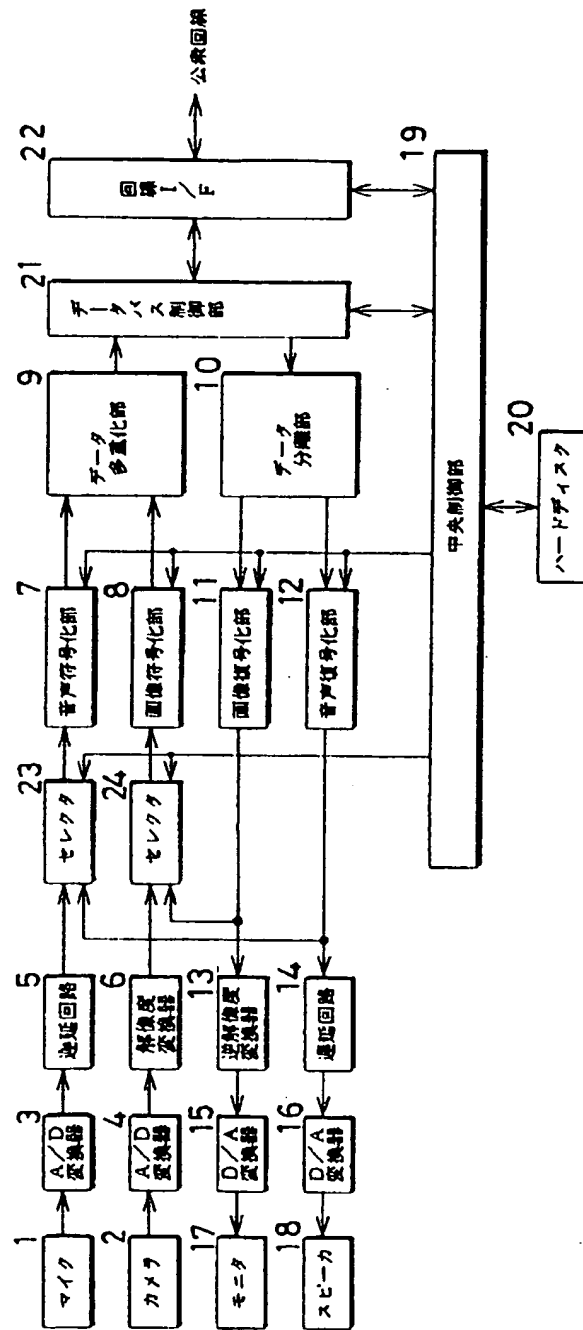 1
マイク
3
A/D
変換器
5
遅延回路
23
セレクタ
7
音声符号化部
9
データ
多重化部
21
データバス制御部
22
回線I/F
公衆回線
2
カメラ
4
A/D
変換器
6
解像度
変換器
24
セレクタ
8
画像符号化部
17
モニタ
15
D/A
変換器
13
逆解像度
変換器
11
画像復号化部
10
データ
分離部
18
スピーカ
16
D/A
変換器
14
遅延回路
12
音声復号化部
19
中央制御部
20
ハードディスク